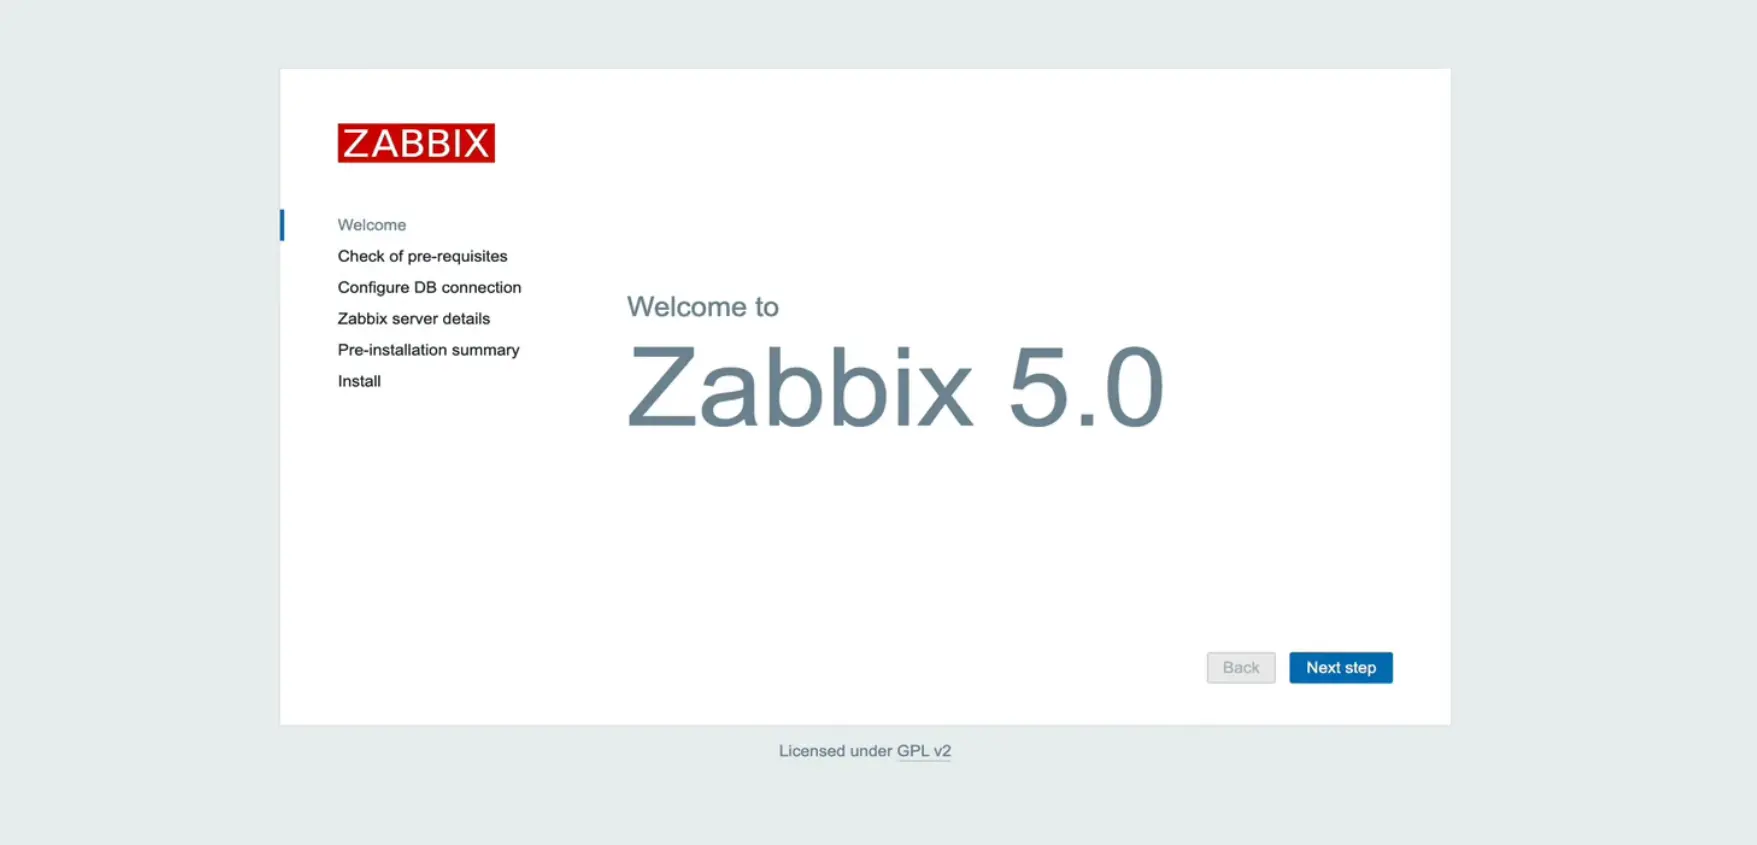 ZABBIX
Welcome
Check of pre-requisites
Configure DB connection
Zabbix server details
Pre-installation summary
Install
Welcome to
Zabbix 5.0
Back
Next step
Licensed under GPL v2